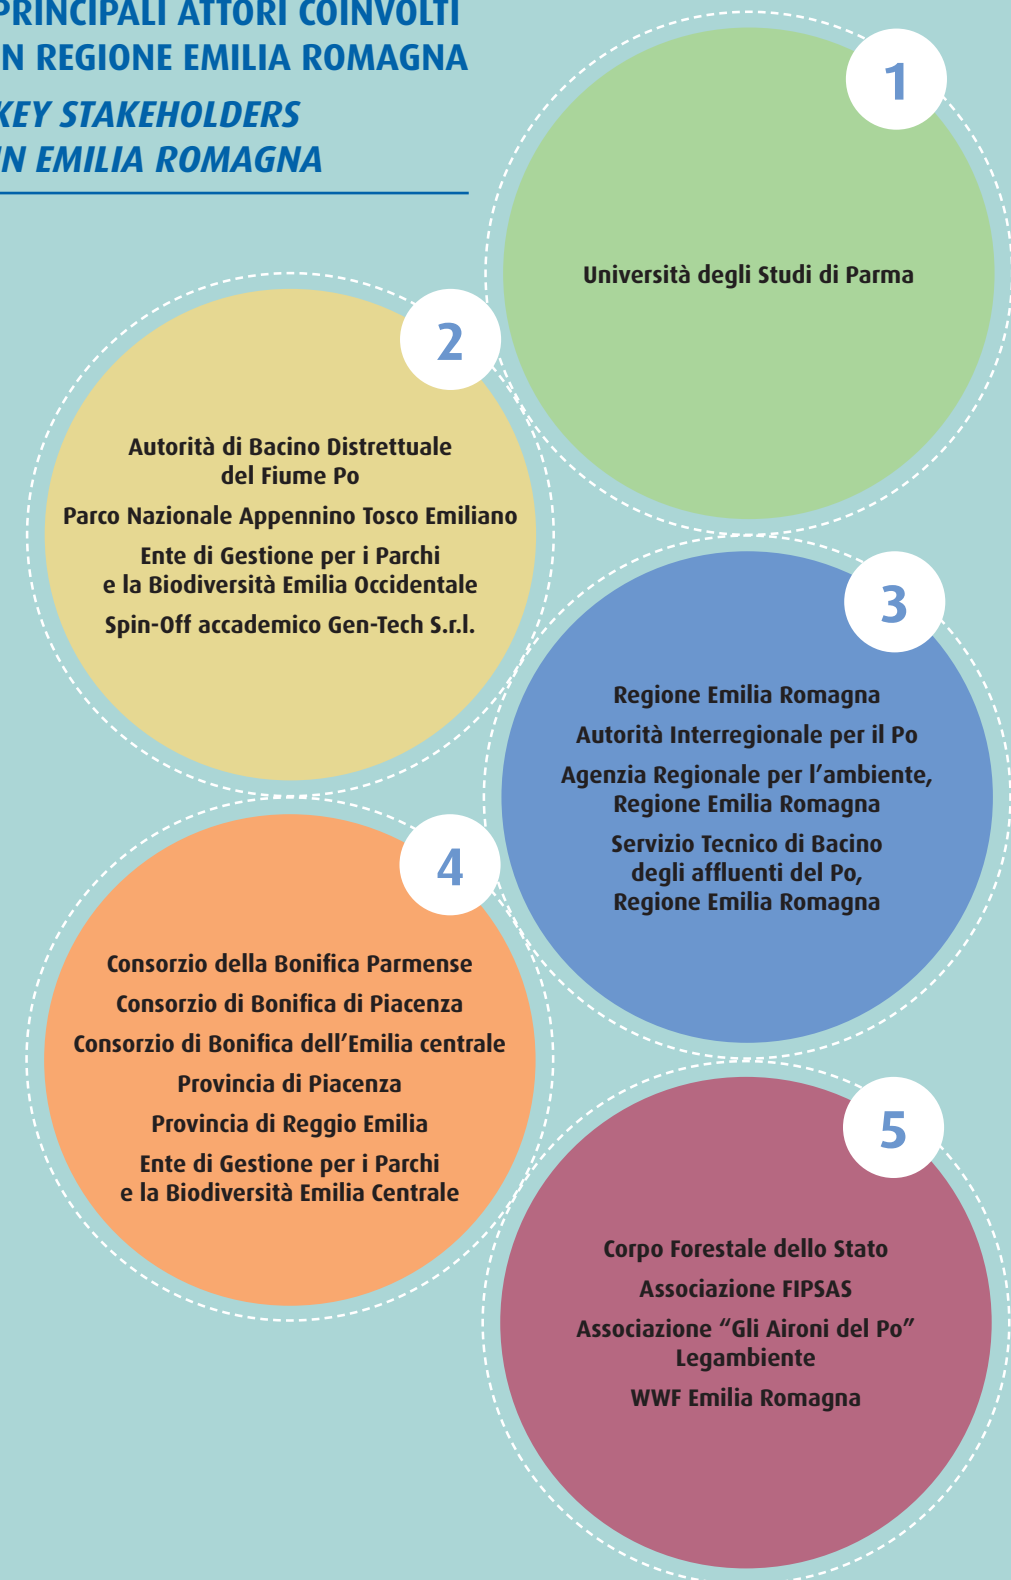 PRINCIPALI ATTORI COINVOLTI
IN REGIONE EMILIA ROMAGNA
KEY STAKEHOLDERS
IN EMILIA ROMAGNA
1
Università degli Studi di Parma
2
Autorità di Bacino Distrettuale
del Fiume Po
Parco Nazionale Appennino Tosco Emiliano
Ente di Gestione per i Parchi
e la Biodiversità Emilia Occidentale
Spin-Off accademico Gen-Tech S.r.l.
3
Regione Emilia Romagna
Autorità Interregionale per il Po
Agenzia Regionale per l'ambiente,
Regione Emilia Romagna
Servizio Tecnico di Bacino
degli affluenti del Po,
Regione Emilia Romagna
4
Consorzio della Bonifica Parmense
Consorzio di Bonifica di Piacenza
Consorzio di Bonifica dell'Emilia centrale
Provincia di Piacenza
Provincia di Reggio Emilia
Ente di Gestione per i Parchi
e la Biodiversità Emilia Centrale
5
Corpo Forestale dello Stato
Associazione FIPSAS
Associazione “Gli Aironi del Po”
Legambiente
WWF Emilia Romagna